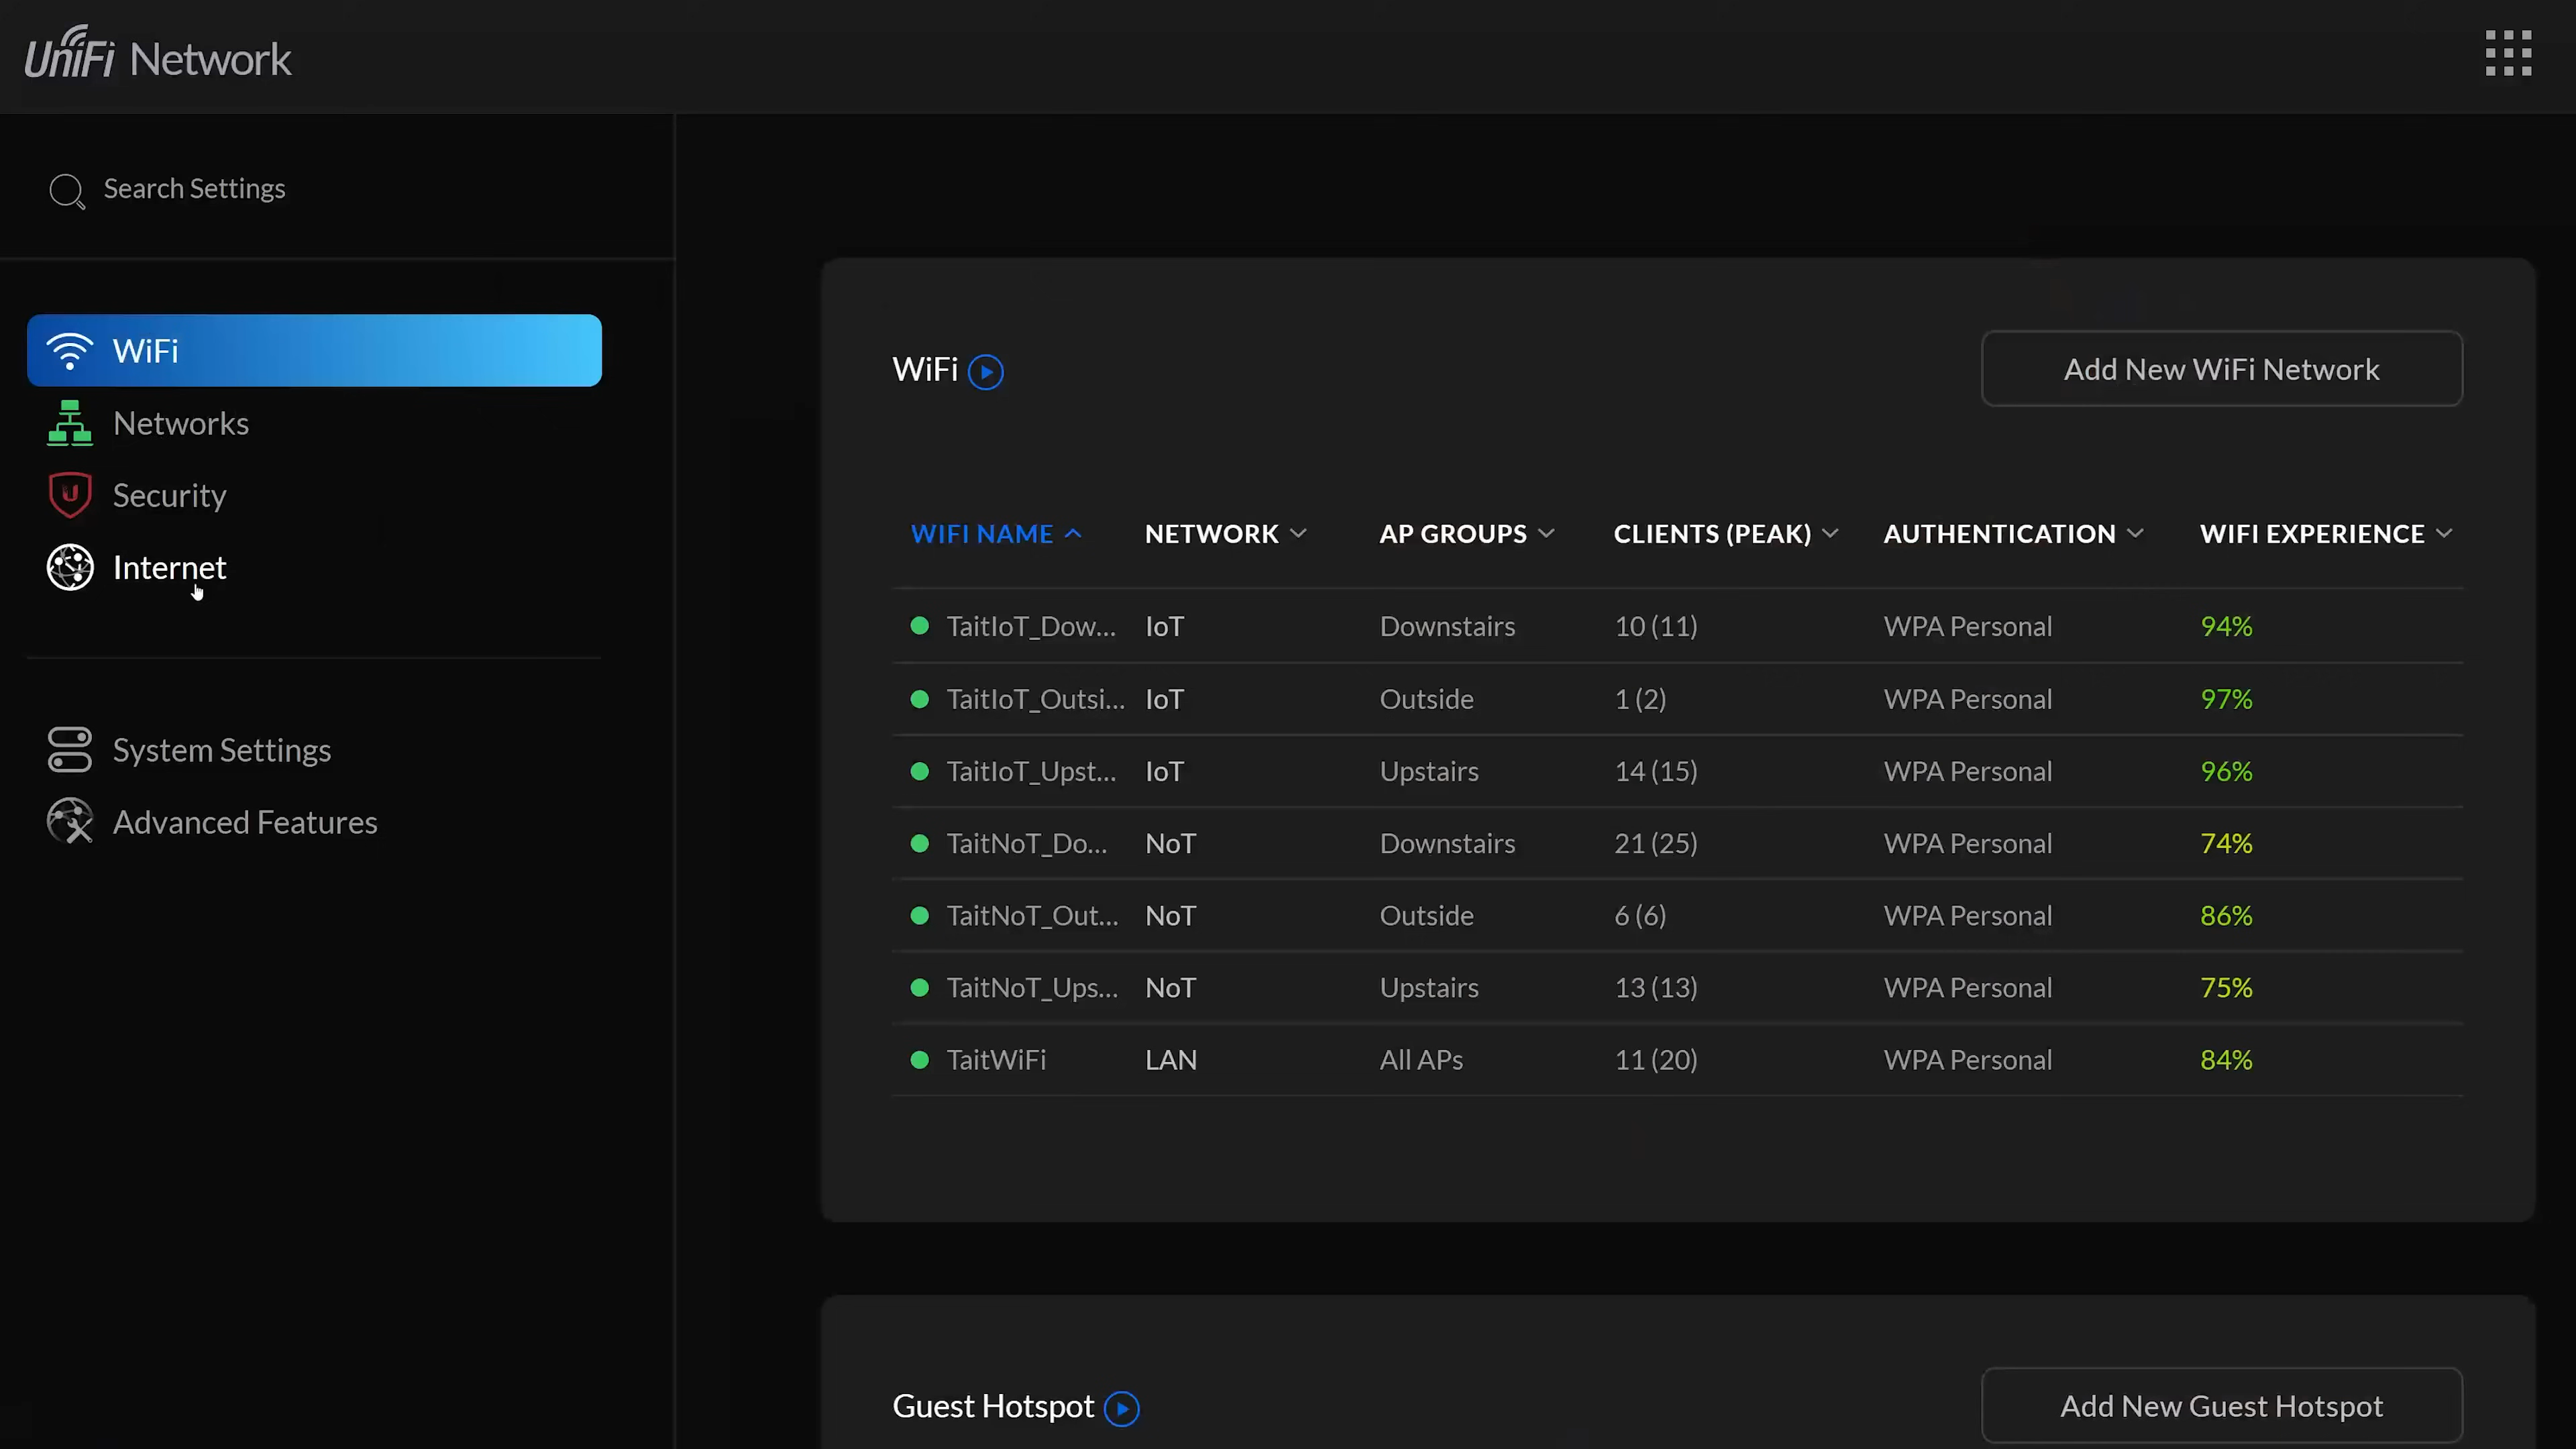 UniFi Network
Search Settings
WiFi
Networks
Security
Internet
System Settings
Advanced Features
WiFi
Add New WiFi Network
WIFI NAME NETWORK AP GROUPS CLIENTS (PEAK) AUTHENTICATION WIFI EXPERIENCE
TaitIoT_Dow... IoT Downstairs 10 (11) WPA Personal 94%
TaitIoT_Outsi... IoT Outside 1 (2) WPA Personal 97%
TaitIoT_Upst... IoT Upstairs 14 (15) WPA Personal 96%
TaitNoT_Do... NoT Downstairs 21 (25) WPA Personal 74%
TaitNoT_Out... NoT Outside 6 (6) WPA Personal 86%
TaitNoT_Ups... NoT Upstairs 13 (13) WPA Personal 75%
TaitWiFi LAN All APs 11 (20) WPA Personal 84%
Guest Hotspot
Add New Guest Hotspot